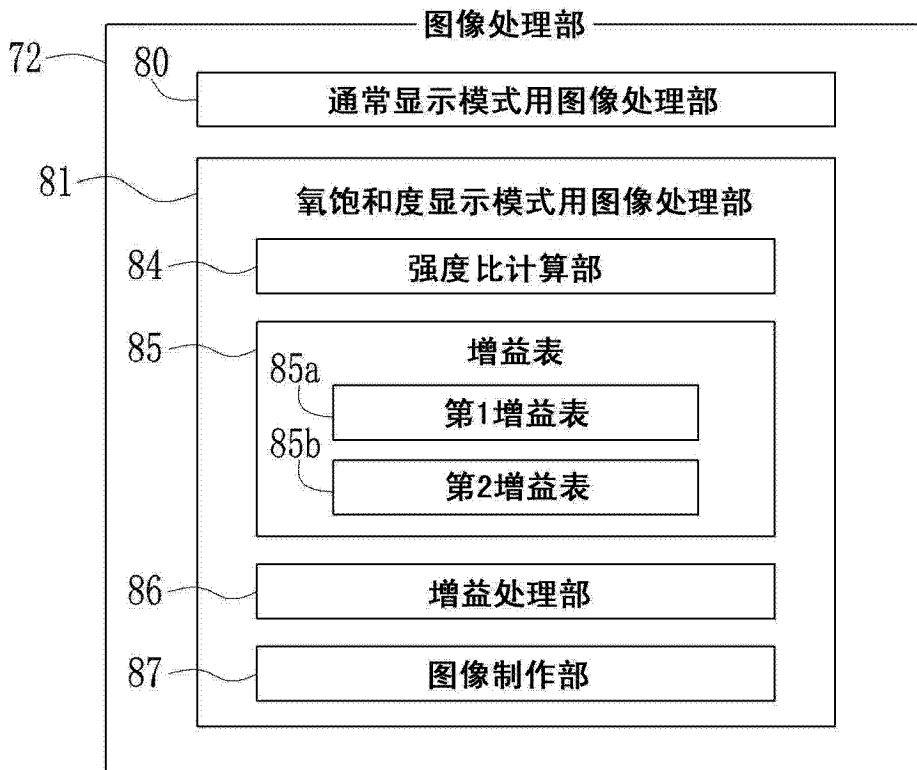 图像处理部
72
80
通常显示模式用图像处理部
81
氧饱和度显示模式用图像处理部
84
强度比计算部
85
增益表
85a
第1增益表
85b
第2增益表
86
增益处理部
87
图像制作部